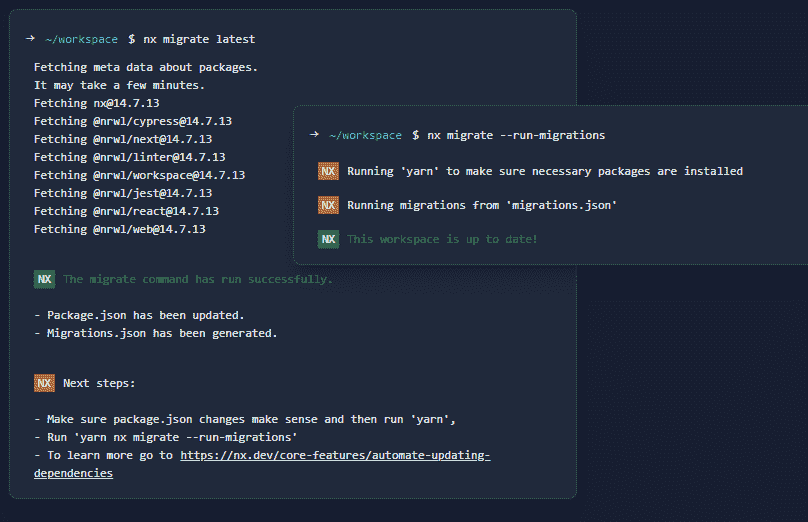 → ~/workspace $ nx migrate latest
Fetching meta data about packages.
It may take a few minutes.
Fetching nx@14.7.13
Fetching @nrwl/cypress@14.7.13
Fetching @nrwl/next@14.7.13
Fetching @nrwl/linter@14.7.13
Fetching @nrwl/workspace@14.7.13
Fetching @nrwl/jest@14.7.13
Fetching @nrwl/react@14.7.13
Fetching @nrwl/web@14.7.13
NX The migrate command has run successfully.
- Package.json has been updated.
- Migrations.json has been generated.
NX Next steps:
- Make sure package.json changes make sense and then run 'yarn',
- Run 'yarn nx migrate --run-migrations'
- To learn more go to https://nx.dev/core-features/automate-updating-
dependencies
→ ~/workspace $ nx migrate --run-migrations
NX Running 'yarn' to make sure necessary packages are installed
NX Running migrations from 'migrations.json'
NX This workspace is up to date!